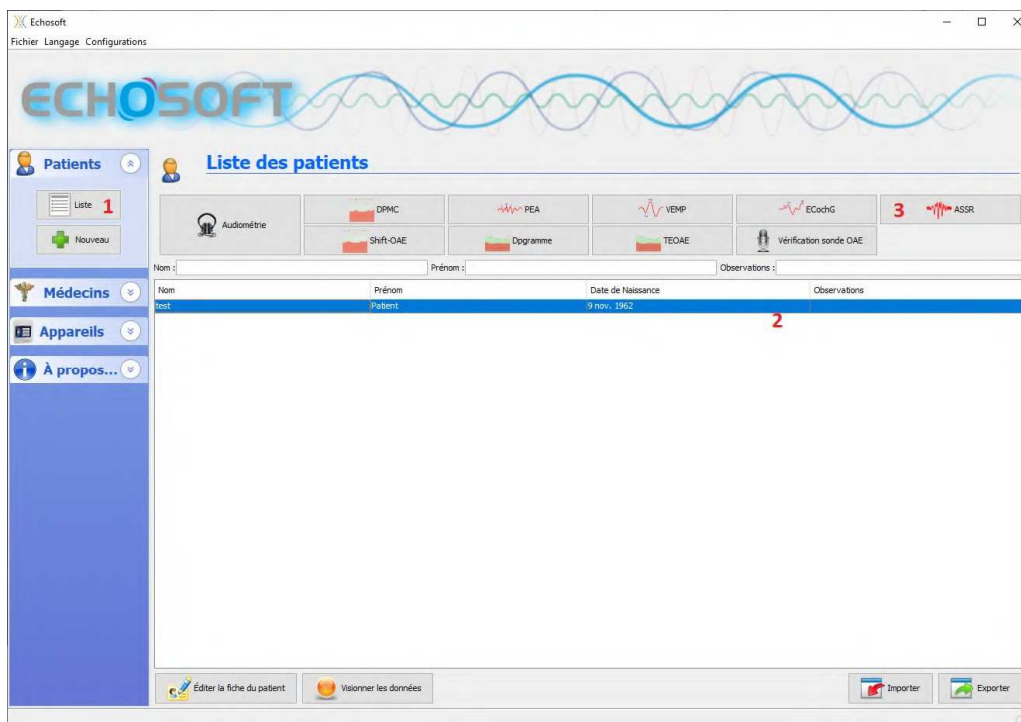 Echosoft
Fichier Langage Configurations
ECHOSOFT
Patients
Liste 1
Nouveau
Médecins
Appareils
À propos...
Liste des patients
Audiométrie
DPMC
PEA
VEMP
ECochG
3 ASSR
Shift-OAE
Dpgramme
TEOAE
Vérification sonde OAE
Nom : Prénom : Observations :
Nom Prénom Date de Naissance Observations
test Patient 9 nov. 1962
2
Éditer la fiche du patient Visionner les données Importer Exporter